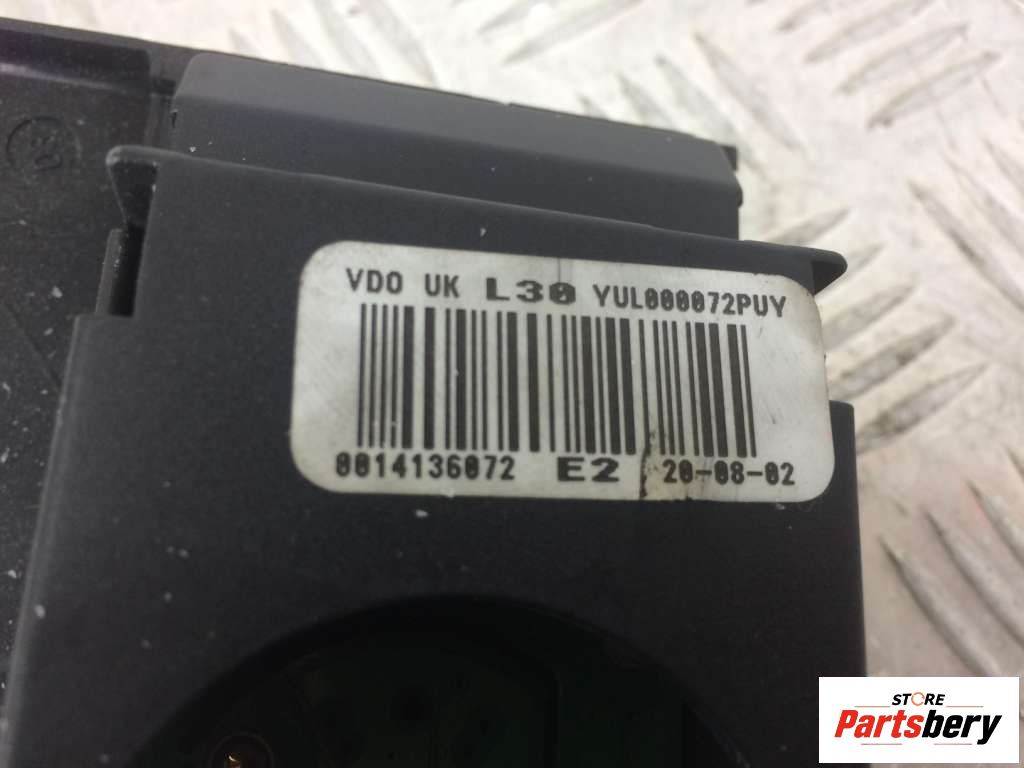 VDO UK L30 YUL000072PUY
0014136072 E2 20-08-02
STORE
Partsbery